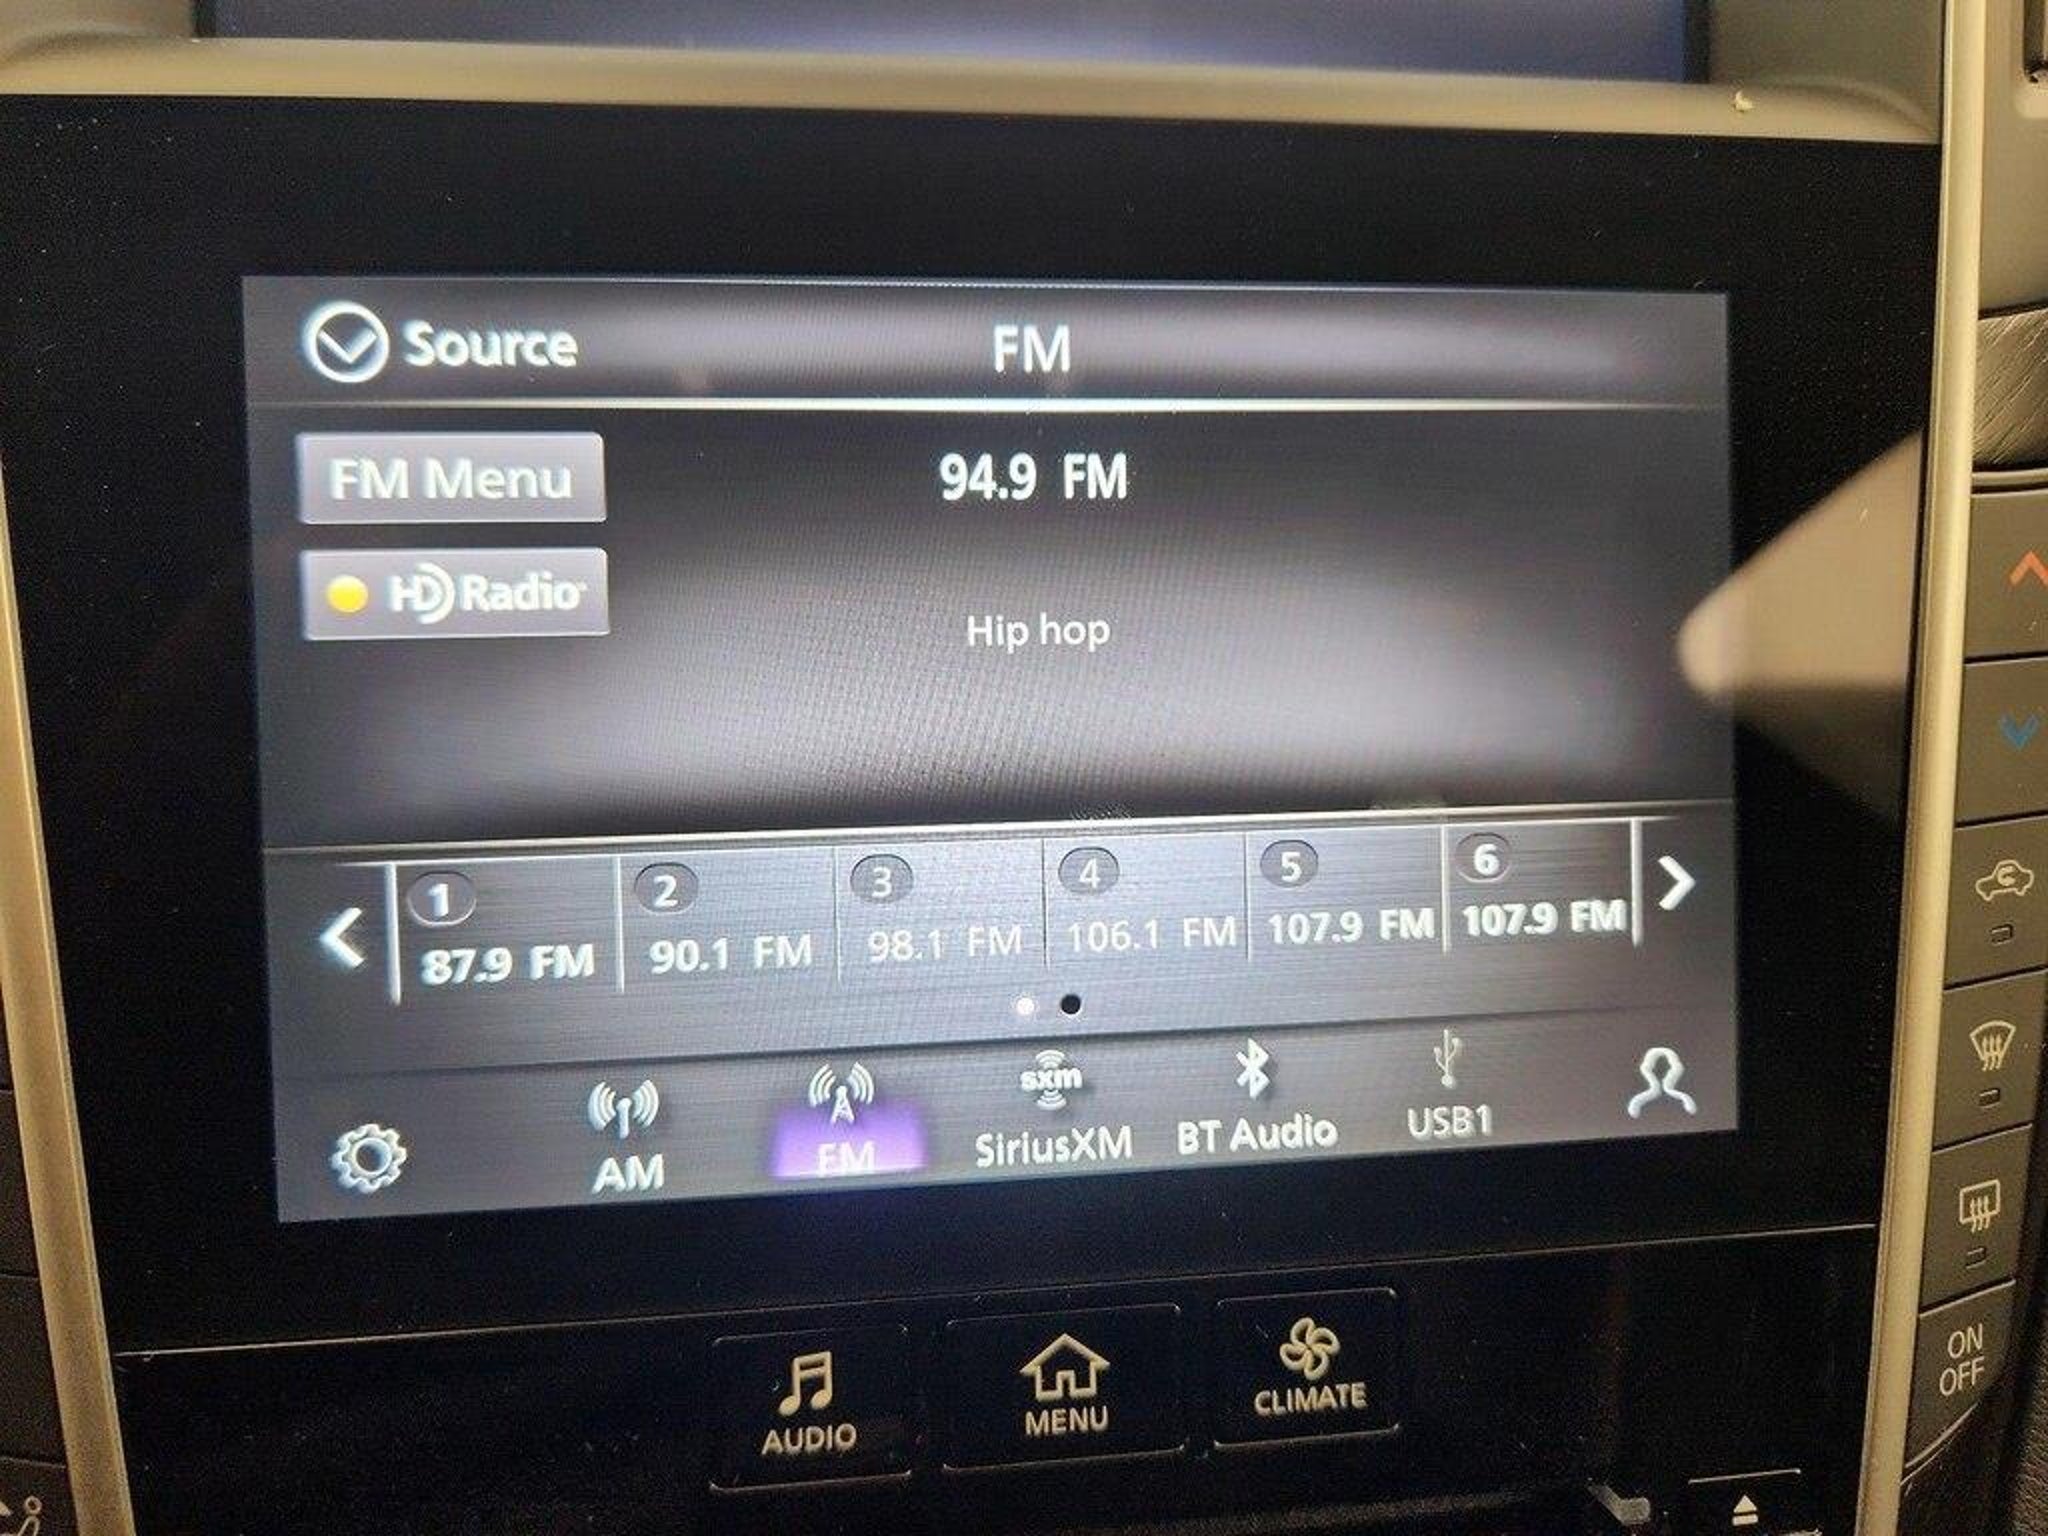 Source
FM
FM Menu
94.9 FM
HD Radio
Hip hop
1 2 3 4 5 6
87.9 FM 90.1 FM 98.1 FM 106.1 FM 107.9 FM 107.9 FM
AM FM sxm SiriusXM BT Audio USB1
AUDIO MENU CLIMATE
ON
OFF